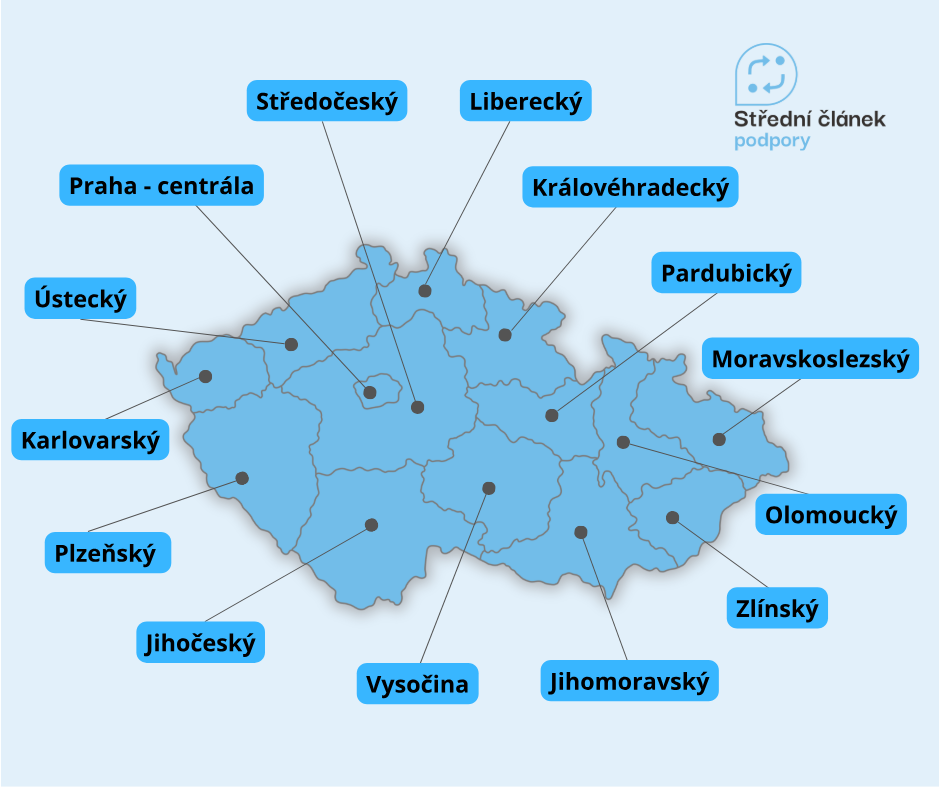 Středočeský
Liberecký
Střední článek
podpory
Praha - centrála
Královéhradecký
Pardubický
Ústecký
Moravskoslezský
Karlovarský
Olomoucký
Plzeňský
Zlínský
Jihočeský
Vysočina
Jihomoravský